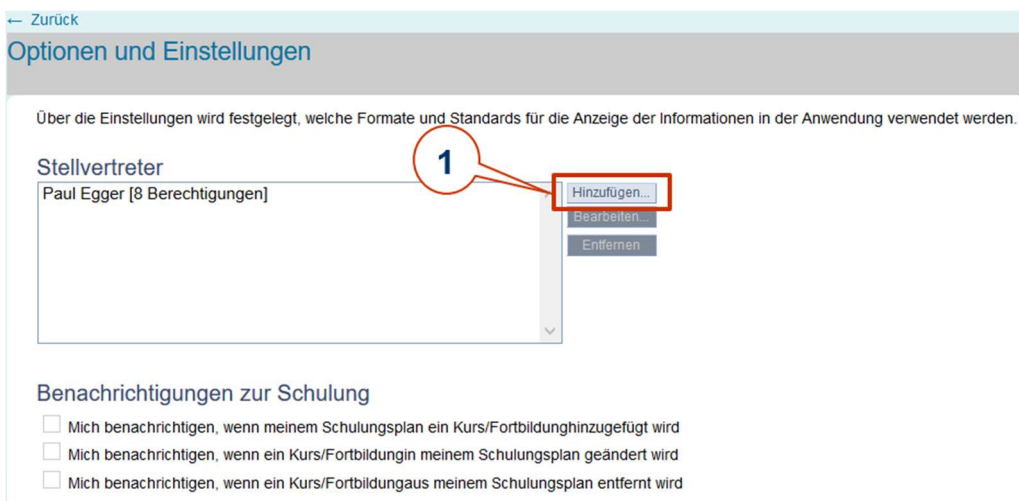 ← Zurück
Optionen und Einstellungen
Über die Einstellungen wird festgelegt, welche Formate und Standards für die Anzeige der Informationen in der Anwendung verwendet werden.
Stellvertreter
1
Paul Egger [8 Berechtigungen]
Hinzufügen...
Bearbeiten...
Entfernen
Benachrichtigungen zur Schulung
Mich benachrichtigen, wenn meinem Schulungsplan ein Kurs/Fortbildunghinzugefügt wird
Mich benachrichtigen, wenn ein Kurs/Fortbildungin meinem Schulungsplan geändert wird
Mich benachrichtigen, wenn ein Kurs/Fortbildungaus meinem Schulungsplan entfernt wird